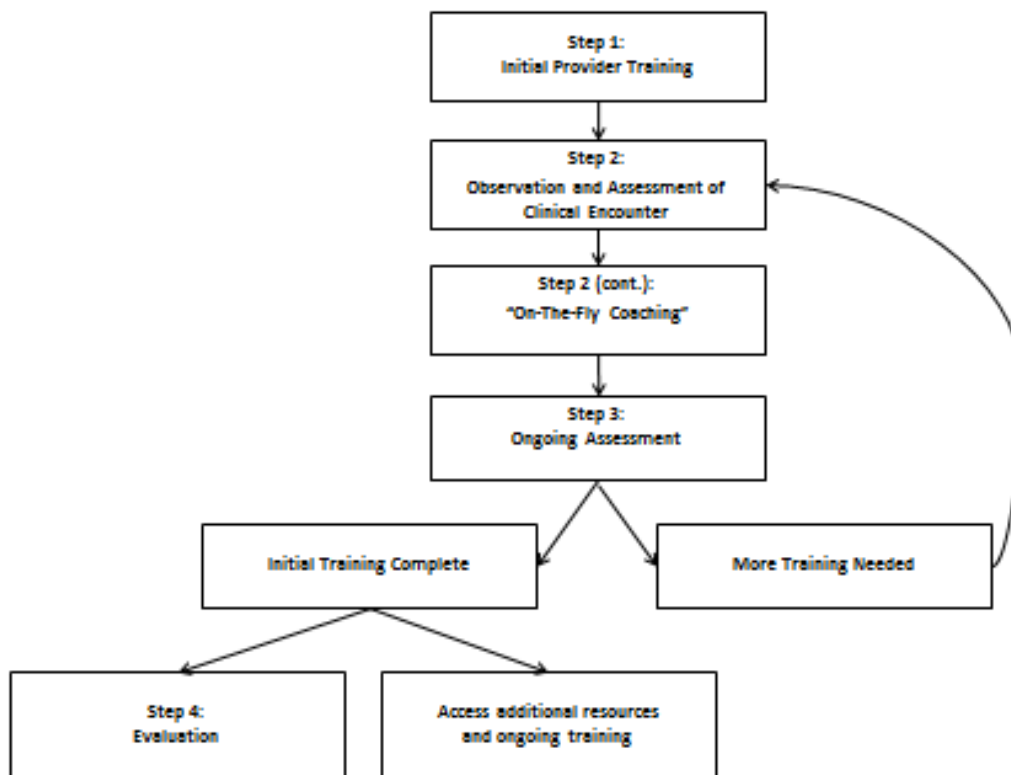 Step 1:
Initial Provider Training
Step 2:
Observation and Assessment of
Clinical Encounter
Step 2 (cont.):
“On-The-Fly Coaching”
Step 3:
Ongoing Assessment
Initial Training Complete
More Training Needed
Step 4:
Evaluation
Access additional resources
and ongoing training